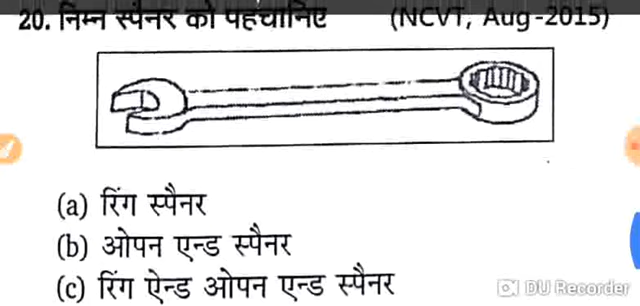 20. निम्न स्पैनर को पहचानिए (NCVT, Aug-2015)
(a) रिंग स्पैनर
(b) ओपन एन्ड स्पैनर
(c) रिंग ऐन्ड ओपन एन्ड स्पैनर
DU Recorder